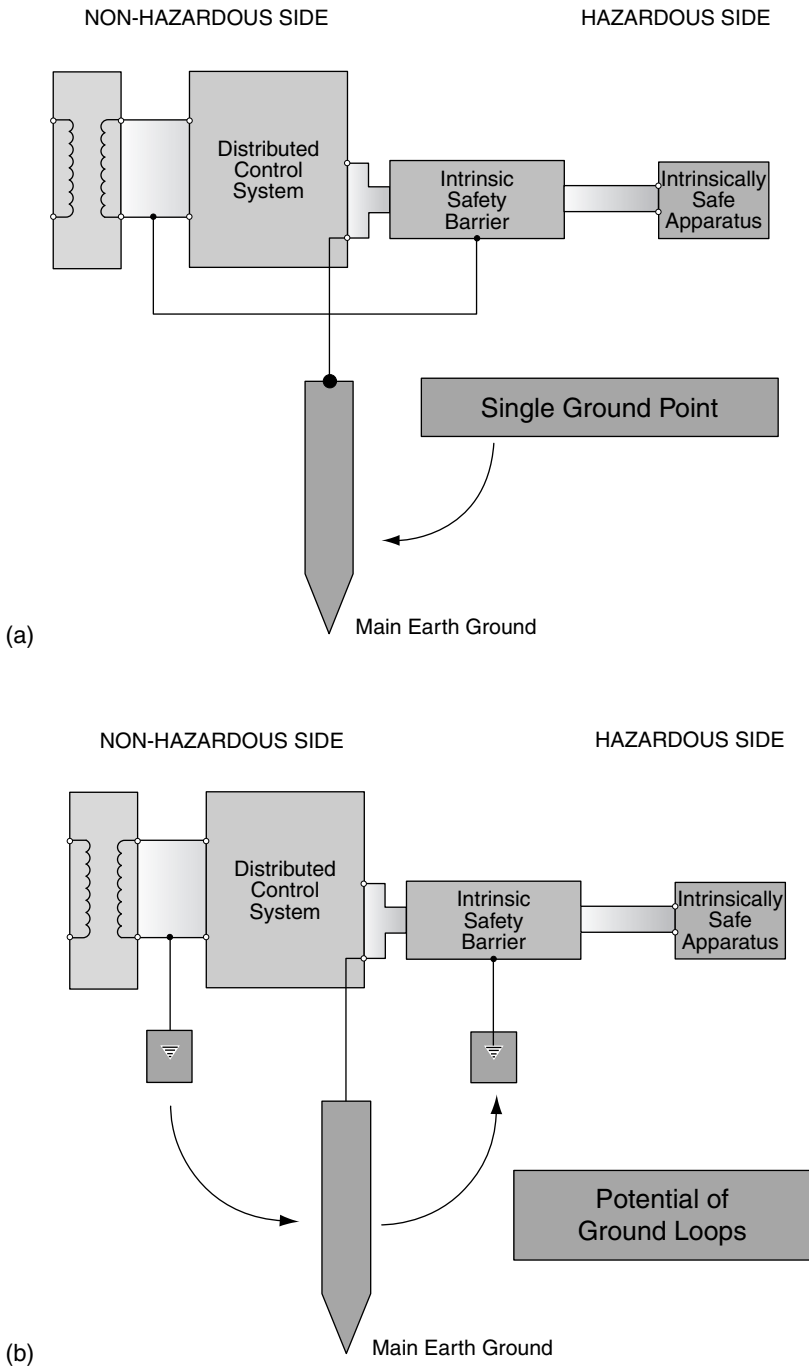 NON-HAZARDOUS SIDE
HAZARDOUS SIDE
Distributed
Control
System
Intrinsic
Safety
Barrier
Intrinsically
Safe
Apparatus
Single Ground Point
Main Earth Ground
(a)
NON-HAZARDOUS SIDE
HAZARDOUS SIDE
Distributed
Control
System
Intrinsic
Safety
Barrier
Intrinsically
Safe
Apparatus
Potential of
Ground Loops
Main Earth Ground
(b)